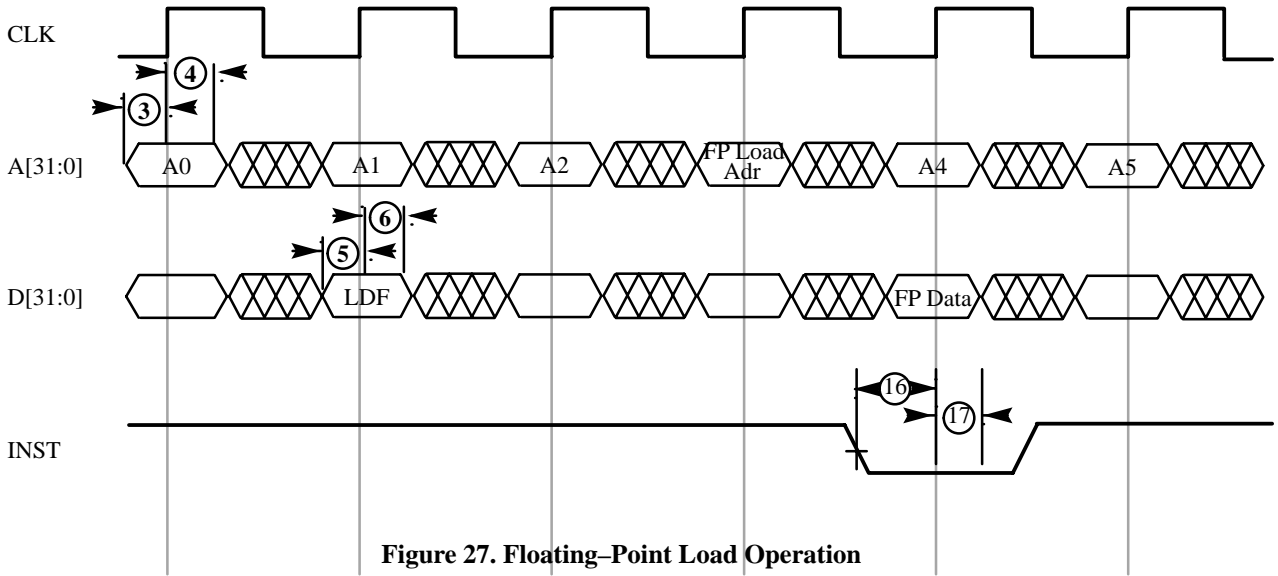 CLK
4
3
A[31:0]
A0
A1
A2
FP Load
Adr
A4
A5
6
5
D[31:0]
LDF
FP Data
16
17
INST
Figure 27. Floating–Point Load Operation